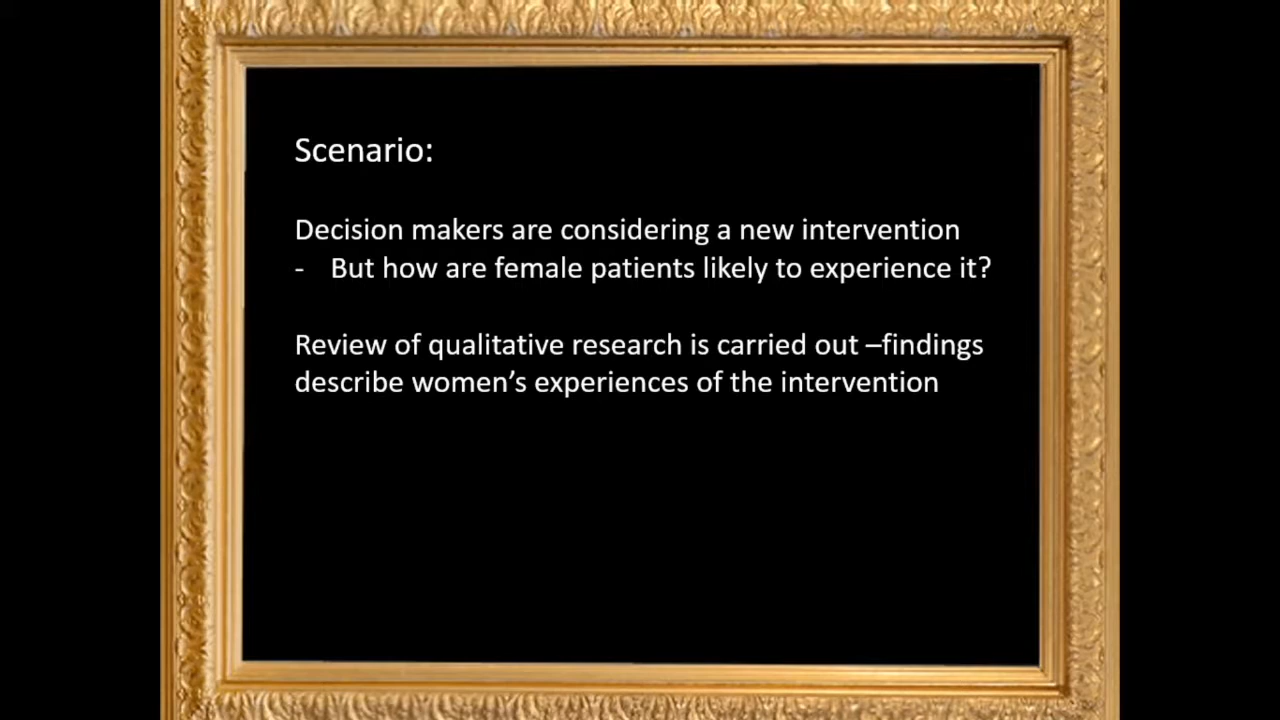 Scenario:
Decision makers are considering a new intervention
- But how are female patients likely to experience it?
Review of qualitative research is carried out –findings
describe women's experiences of the intervention